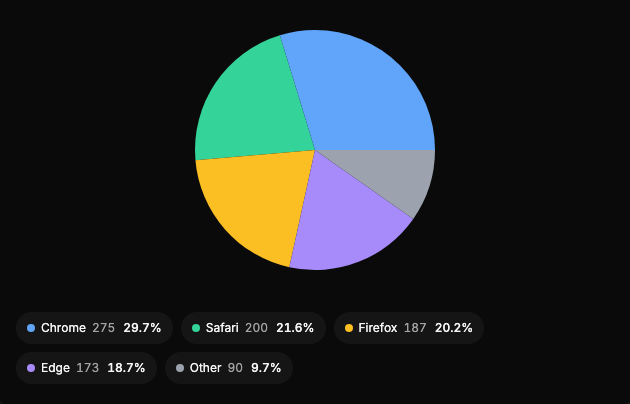 Chrome 275 29.7% Safari 200 21.6% Firefox 187 20.2%
Edge 173 18.7% Other 90 9.7%